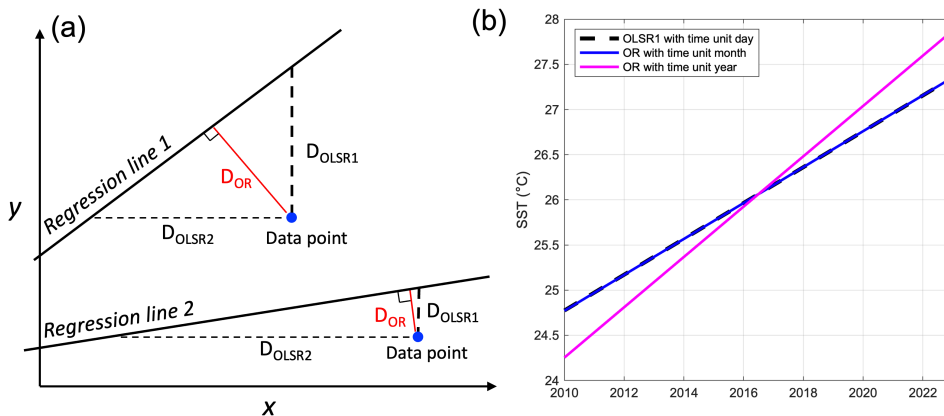 (a)
y
Regression line 1
D_OR
D_OLSR1
D_OLSR2
Data point
Regression line 2
D_OR
D_OLSR1
D_OLSR2
Data point
x
(b)
SST (°C)
28
27.5
27
26.5
26
25.5
25
24.5
24
OLSR1 with time unit day
OR with time unit month
OR with time unit year
2010 2012 2014 2016 2018 2020 2022